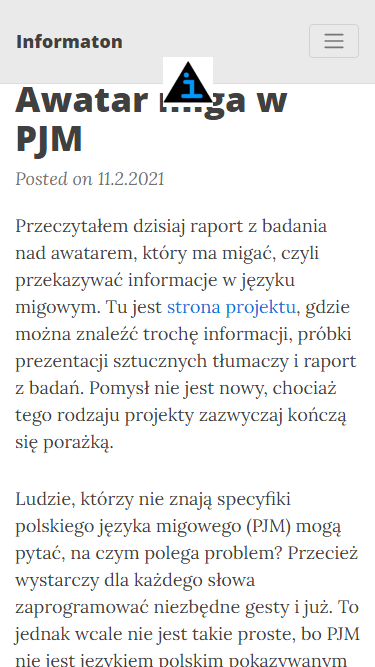 Informaton
Awatar miga w
PJM
Posted on 11.2.2021
Przeczytałem dzisiaj raport z badania
nad awatarem, który ma migać, czyli
przekazywać informacje w języku
migowym. Tu jest strona projektu, gdzie
można znaleźć trochę informacji, próbki
prezentacji sztucznych tłumaczy i raport
z badań. Pomysł nie jest nowy, chociaż
tego rodzaju projekty zazwyczaj kończą
się porażką.
Ludzie, którzy nie znają specyfiki
polskiego języka migowego (PJM) mogą
pytać, na czym polega problem? Przecież
wystarczy dla każdego słowa
zaprogramować niezbędne gesty i już. To
jednak wcale nie jest takie proste, bo PJM
nie jest językiem polskim pokazywanym